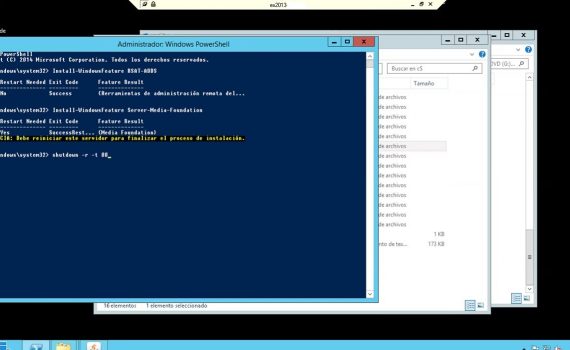 es2013
de
Administrador: Windows PowerShell
PowerShell
t (C) 2014 Microsoft Corporation. Todos los derechos reservados.
ndows\system32> Install-WindowsFeature RSAT-ADDS
Restart Needed Exit Code Feature Result
No Success {Herramientas de administración remota del...
ndows\system32> Install-WindowsFeature Server-Media-Foundation
Restart Needed Exit Code Feature Result
Yes SuccessRest... {Media Foundation}
CIA: Debe reiniciar este servidor para finalizar el proceso de instalación.
ndows\system32> shutdown -r -t 00_
Buscar en c$
DVD (G:)...
Tamaño
de archivos
de archivos
de archivos
de archivos
de archivos
de archivos
de archivos
de archivos
de archivos
de archivos
de archivos
de archivos
de archivos
1 KB
nto de tex... 173 KB
16 elementos 1 elemento seleccionado